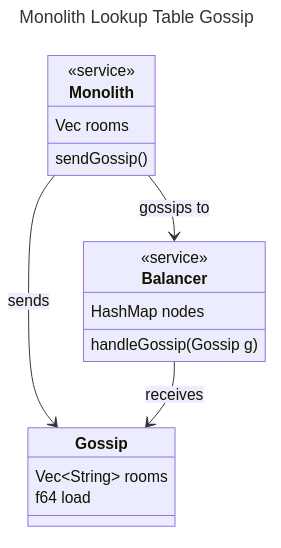 Monolith Lookup Table Gossip
«service»
Monolith
Vec rooms
sendGossip()
gossips to
«service»
Balancer
HashMap nodes
handleGossip(Gossip g)
sends
receives
Gossip
Vec<String> rooms
f64 load